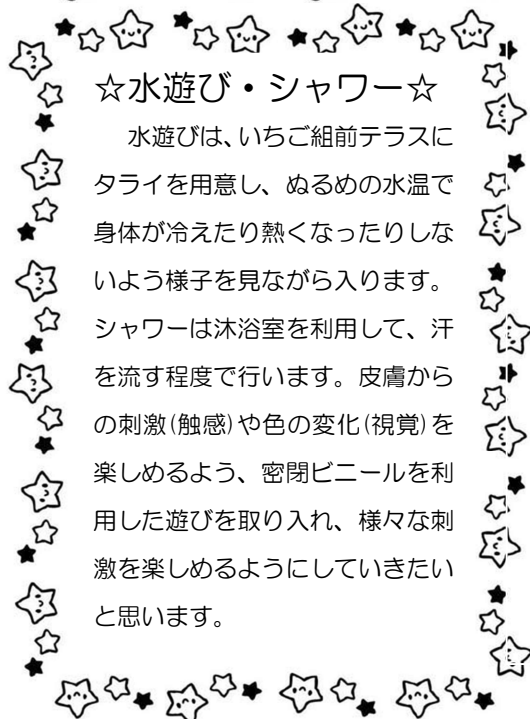 ☆水遊び・シャワー☆
水遊びは、いちご組前テラスに
タライを用意し、ぬるめの水温で
身体が冷えたり熱くなったりしな
いよう様子を見ながら入ります。
シャワーは沐浴室を利用して、汗
を流す程度で行います。皮膚から
の刺激(触感)や色の変化(視覚)を
楽しめるよう、密閉ビニールを利
用した遊びを取り入れ、様々な刺
激を楽しめるようにしていきたい
と思います。